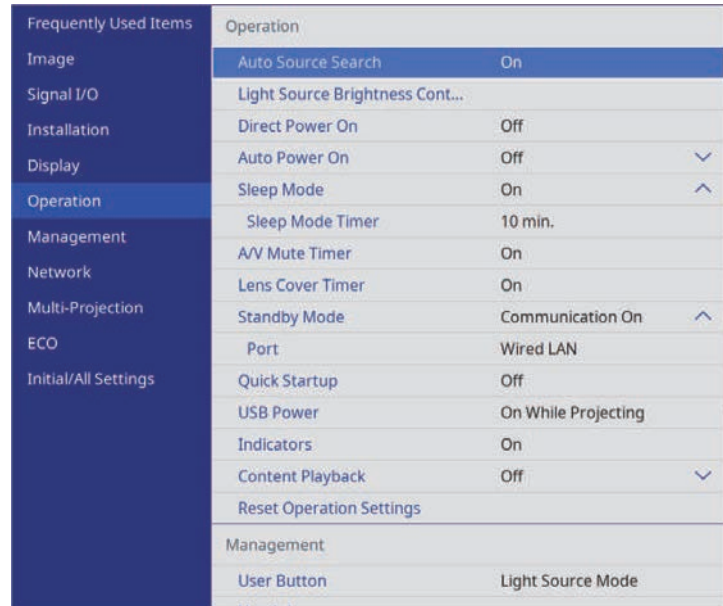 Frequently Used Items
Image
Signal I/O
Installation
Display
Operation
Management
Network
Multi-Projection
ECO
Initial/All Settings
Operation
Auto Source Search On
Light Source Brightness Cont...
Direct Power On Off
Auto Power On Off
Sleep Mode On
Sleep Mode Timer 10 min.
A/V Mute Timer On
Lens Cover Timer On
Standby Mode Communication On
Port Wired LAN
Quick Startup Off
USB Power On While Projecting
Indicators On
Content Playback Off
Reset Operation Settings
Management
User Button Light Source Mode